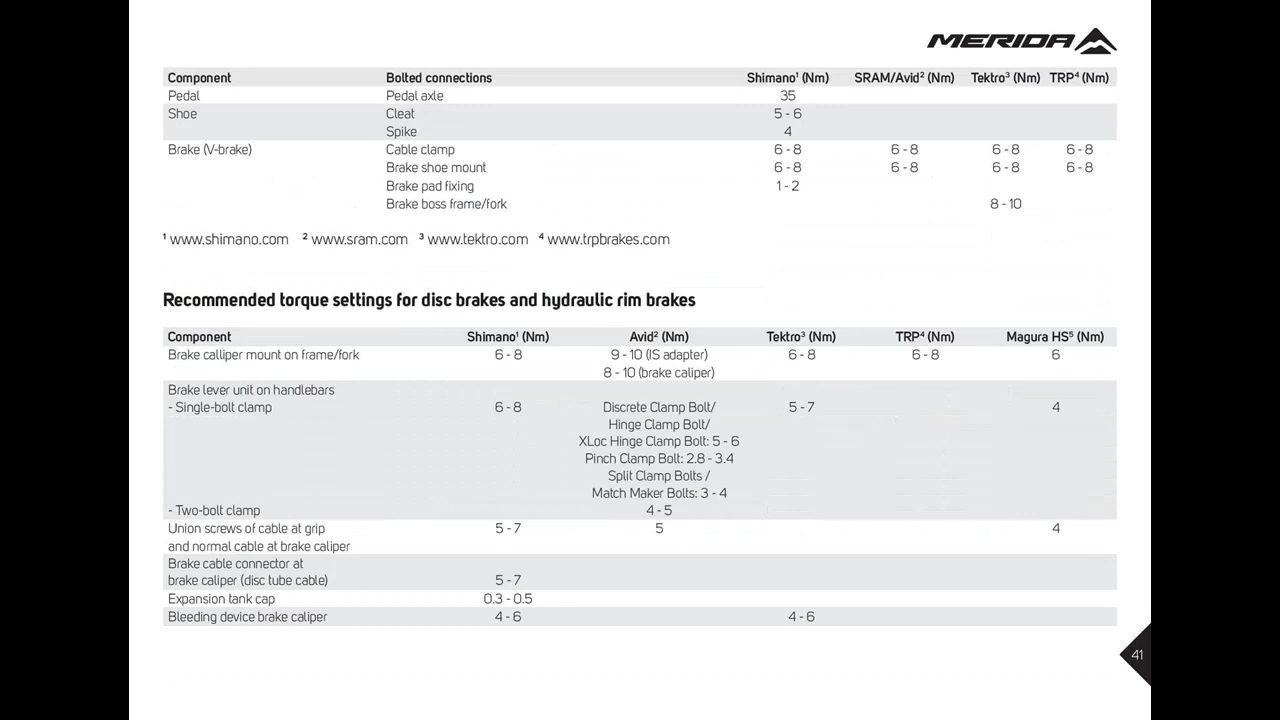 MERIDA
Component Bolted connections Shimano¹ (Nm) SRAM/Avid² (Nm) Tektro³ (Nm) TRP⁴ (Nm)
Pedal Pedal axle 35
Shoe Cleat 5 - 6
Spike 4
Brake (V-brake) Cable clamp 6 - 8 6 - 8 6 - 8 6 - 8
Brake shoe mount 6 - 8 6 - 8 6 - 8 6 - 8
Brake pad fixing 1 - 2
Brake boss frame/fork 8 - 10
¹ www.shimano.com ² www.sram.com ³ www.tektro.com ⁴ www.trpbrakes.com
Recommended torque settings for disc brakes and hydraulic rim brakes
Component Shimano¹ (Nm) Avid² (Nm) Tektro³ (Nm) TRP⁴ (Nm) Magura HS⁵ (Nm)
Brake calliper mount on frame/fork 6 - 8 9 - 10 (IS adapter) 6 - 8 6 - 8 6
8 - 10 (brake caliper)
Brake lever unit on handlebars
- Single-bolt clamp 6 - 8 Discrete Clamp Bolt/ 5 - 7 4
Hinge Clamp Bolt/
XLoc Hinge Clamp Bolt: 5 - 6
Pinch Clamp Bolt: 2.8 - 3.4
Split Clamp Bolts /
Match Maker Bolts: 3 - 4
- Two-bolt clamp 4 - 5
Union screws of cable at grip 5 - 7 5 4
and normal cable at brake caliper
Brake cable connector at
brake caliper (disc tube cable) 5 - 7
Expansion tank cap 0.3 - 0.5
Bleeding device brake caliper 4 - 6 4 - 6
41